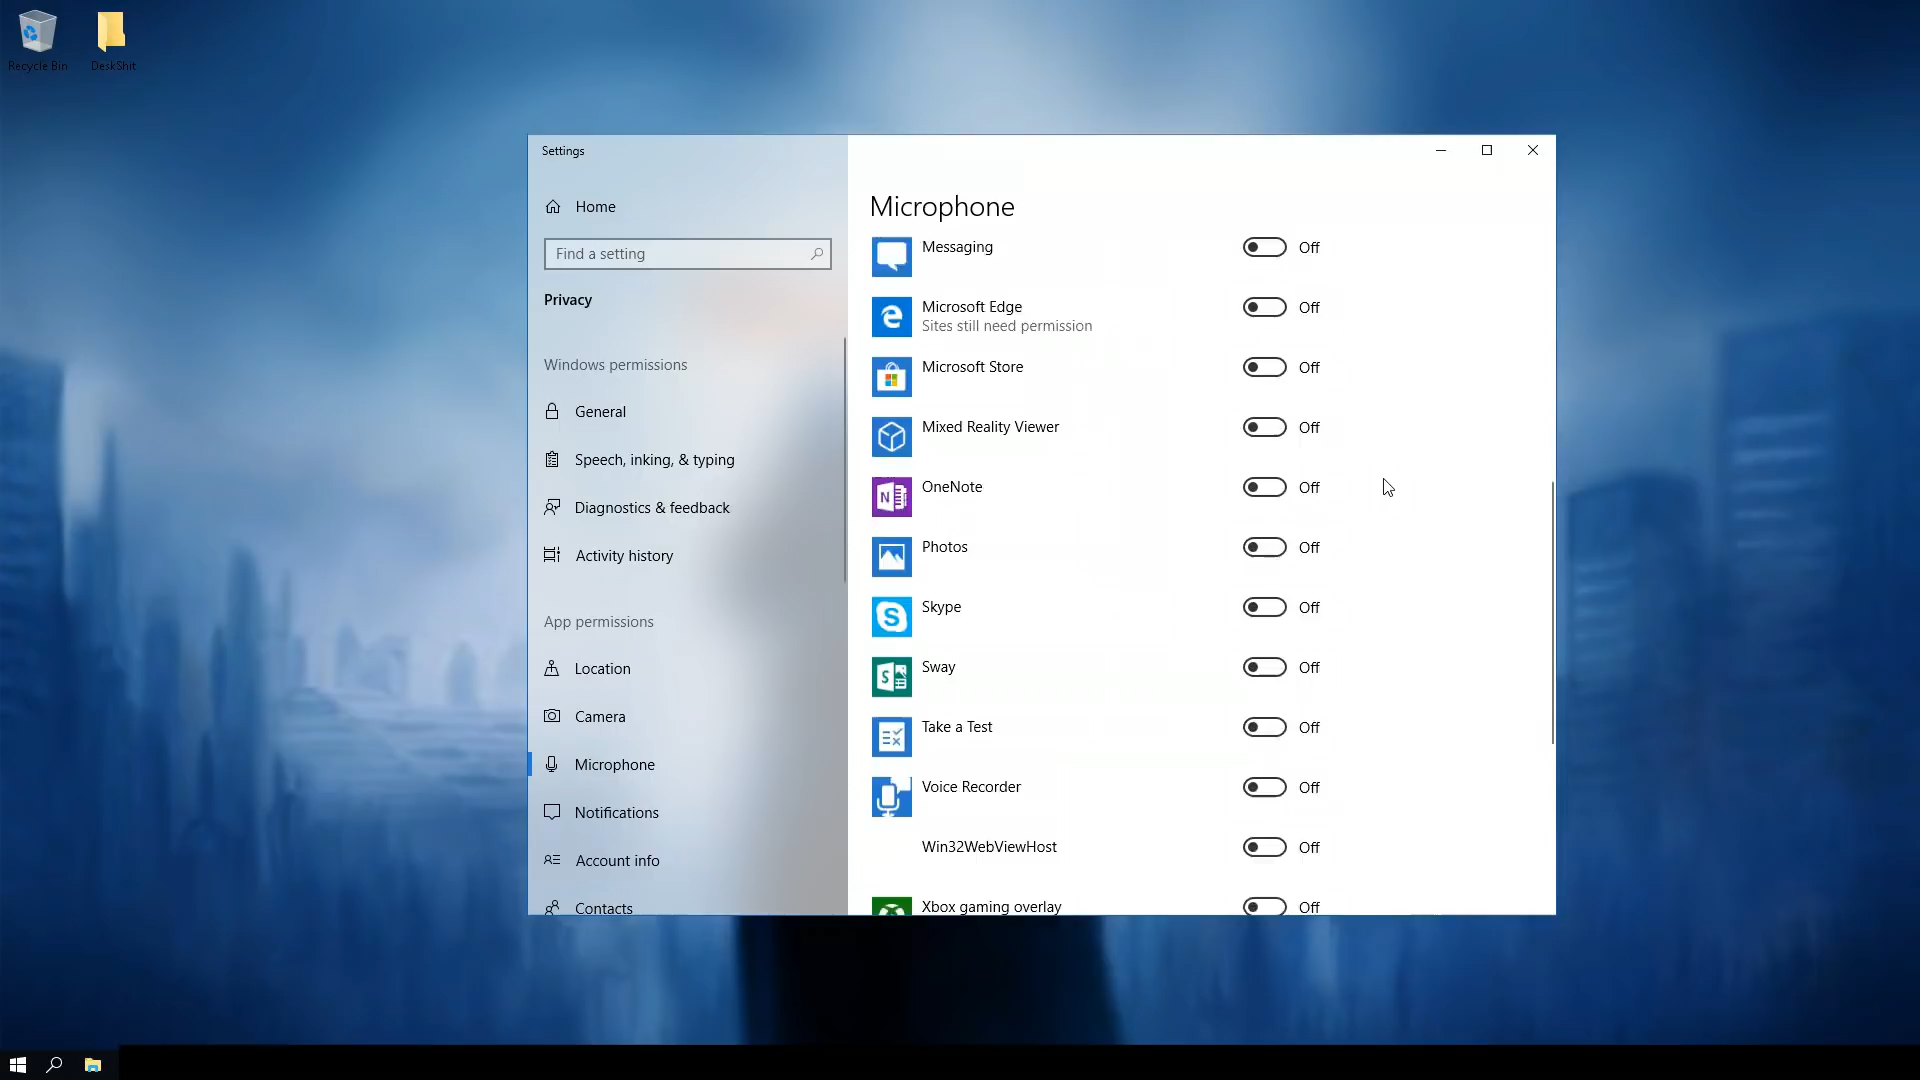 Recycle Bin
DeskShit
Settings
Home
Find a setting
Privacy
Windows permissions
General
Speech, inking, & typing
Diagnostics & feedback
Activity history
App permissions
Location
Camera
Microphone
Notifications
Account info
Contacts
Microphone
Messaging Off
Microsoft Edge Off
Sites still need permission
Microsoft Store Off
Mixed Reality Viewer Off
OneNote Off
Photos Off
Skype Off
Sway Off
Take a Test Off
Voice Recorder Off
Win32WebViewHost Off
Xbox gaming overlay Off